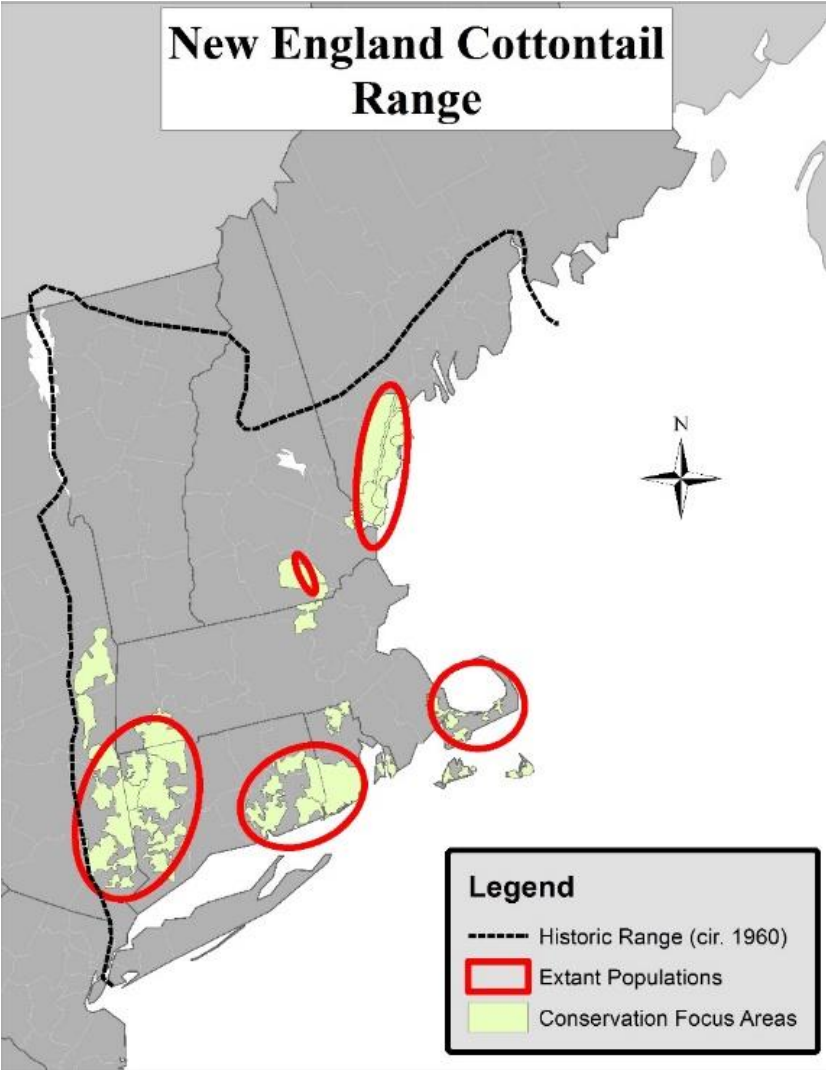 New England Cottontail
Range
N
Legend
Historic Range (cir. 1960)
Extant Populations
Conservation Focus Areas